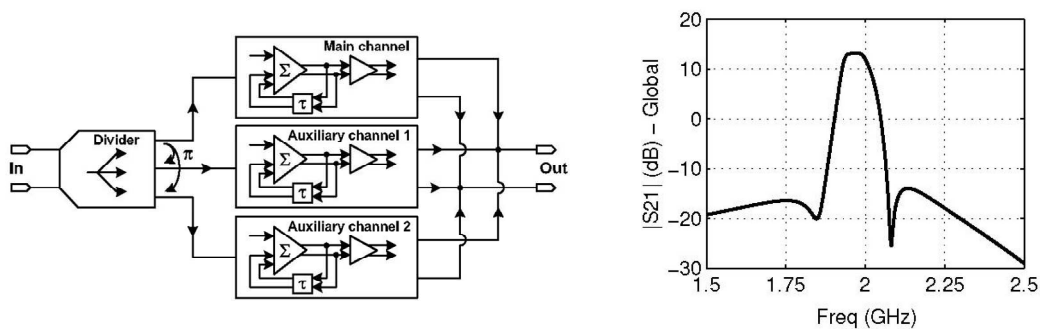 Main channel
Σ
τ
Divider
π
In
Auxiliary channel 1
Σ
τ
Out
Auxiliary channel 2
Σ
τ
|S21| (dB) – Global
20
10
0
−10
−20
−30
1.5
1.75
2
2.25
2.5
Freq (GHz)